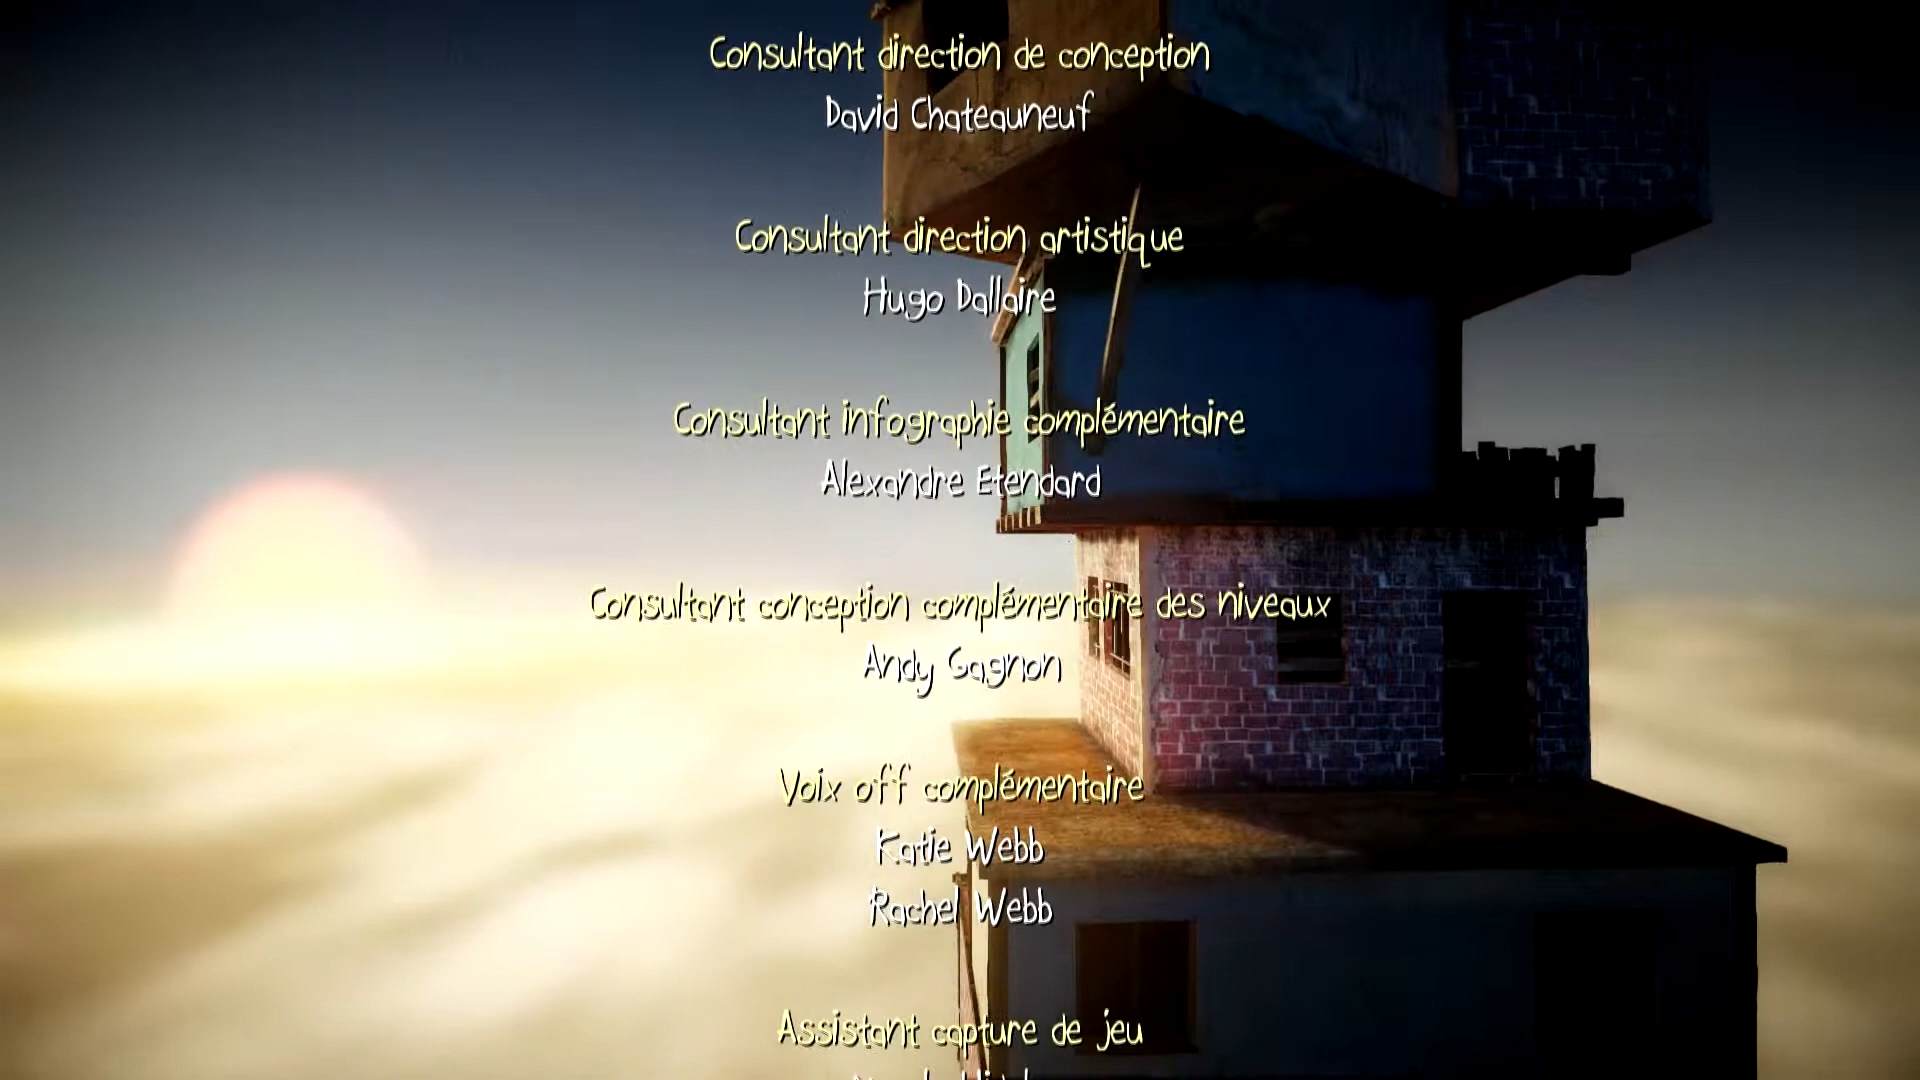 Consultant direction de conception
David Chateauneuf
Consultant direction artistique
Hugo Dallaire
Consultant infographie complémentaire
Alexandre Etendard
Consultant conception complémentaire des niveaux
Andy Gagnon
Voix off complémentaire
Katie Webb
Rachel Webb
Assistant capture de jeu